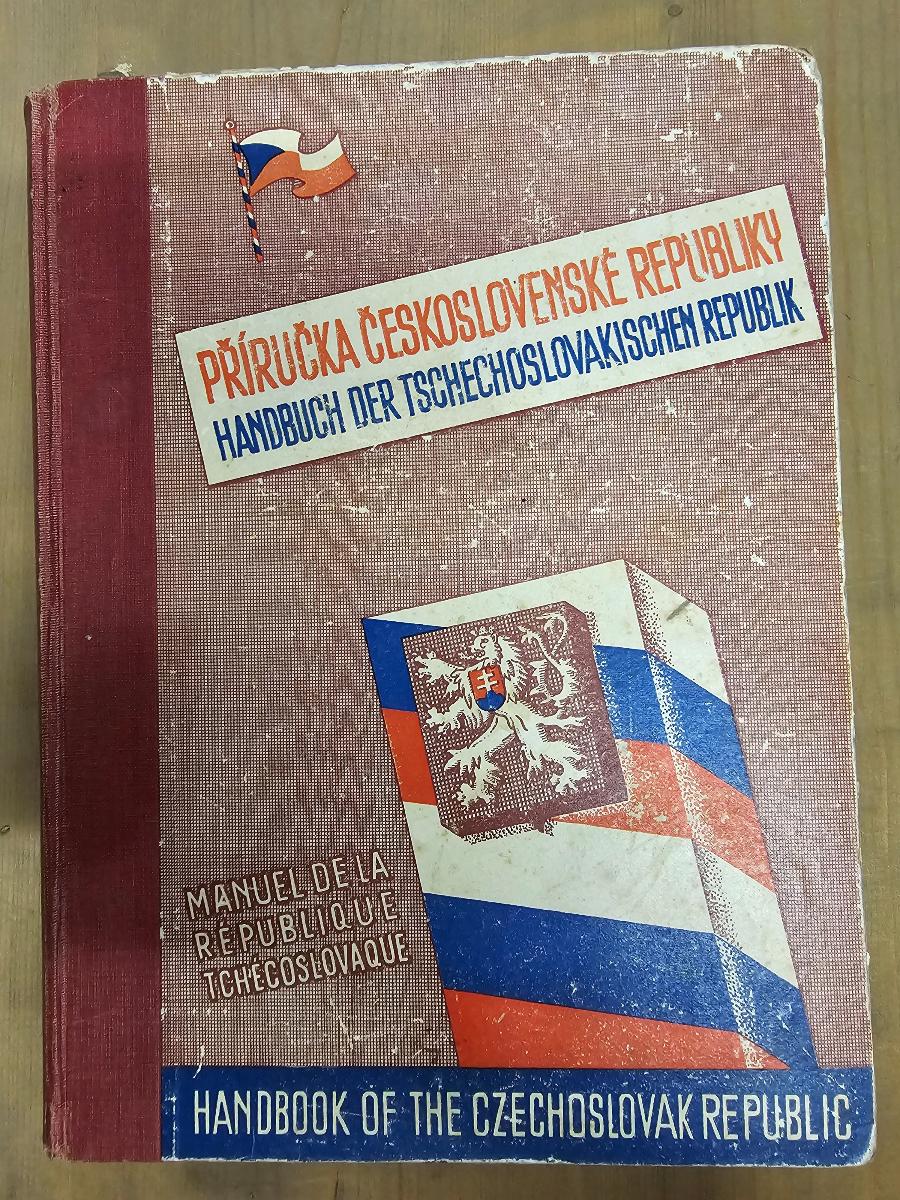 PŘÍRUČKA ČESKOSLOVENSKÉ REPUBLIKY
HANDBUCH DER TSCHECHOSLOVAKISCHEN REPUBLIK
MANUEL DE LA
RÉPUBLIQUE
TCHÉCOSLOVAQUE
HANDBOOK OF THE CZECHOSLOVAK REPUBLIC